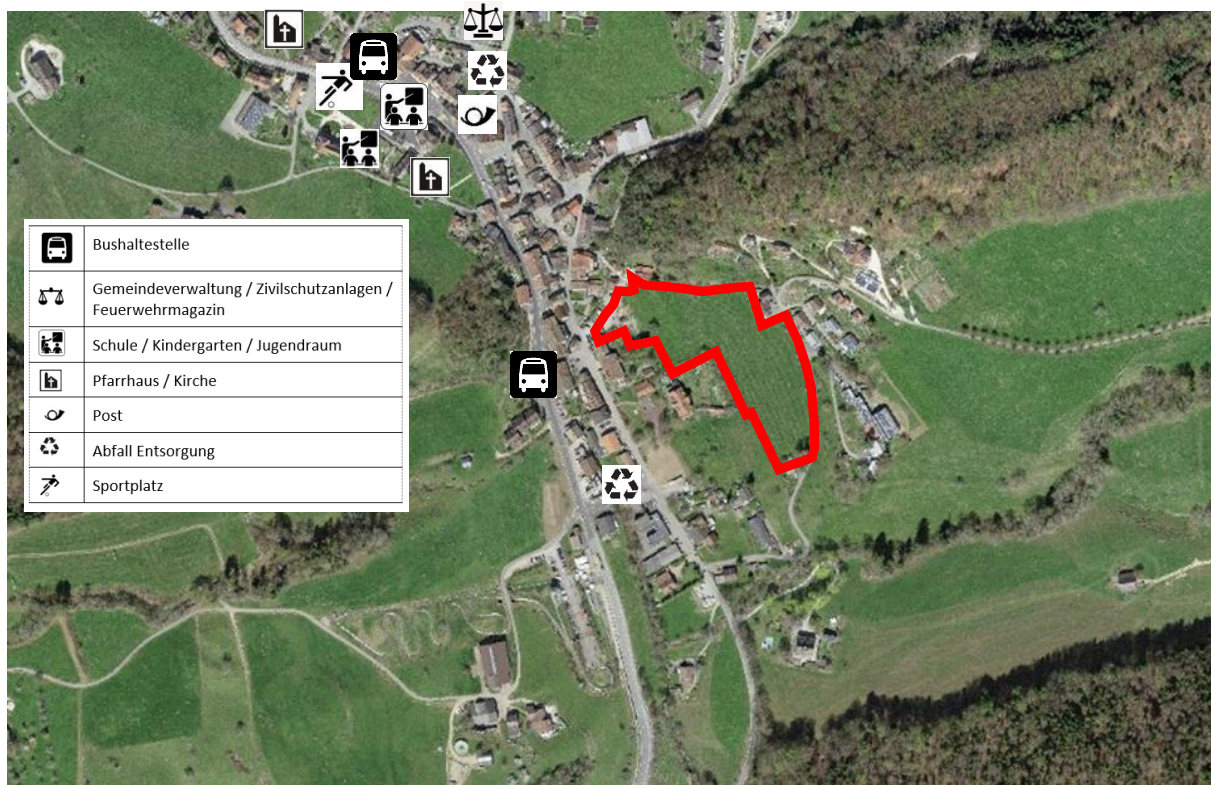 Bushaltestelle
Gemeindeverwaltung / Zivilschutzanlagen /
Feuerwehrmagazin
Schule / Kindergarten / Jugendraum
Pfarrhaus / Kirche
Post
Abfall Entsorgung
Sportplatz